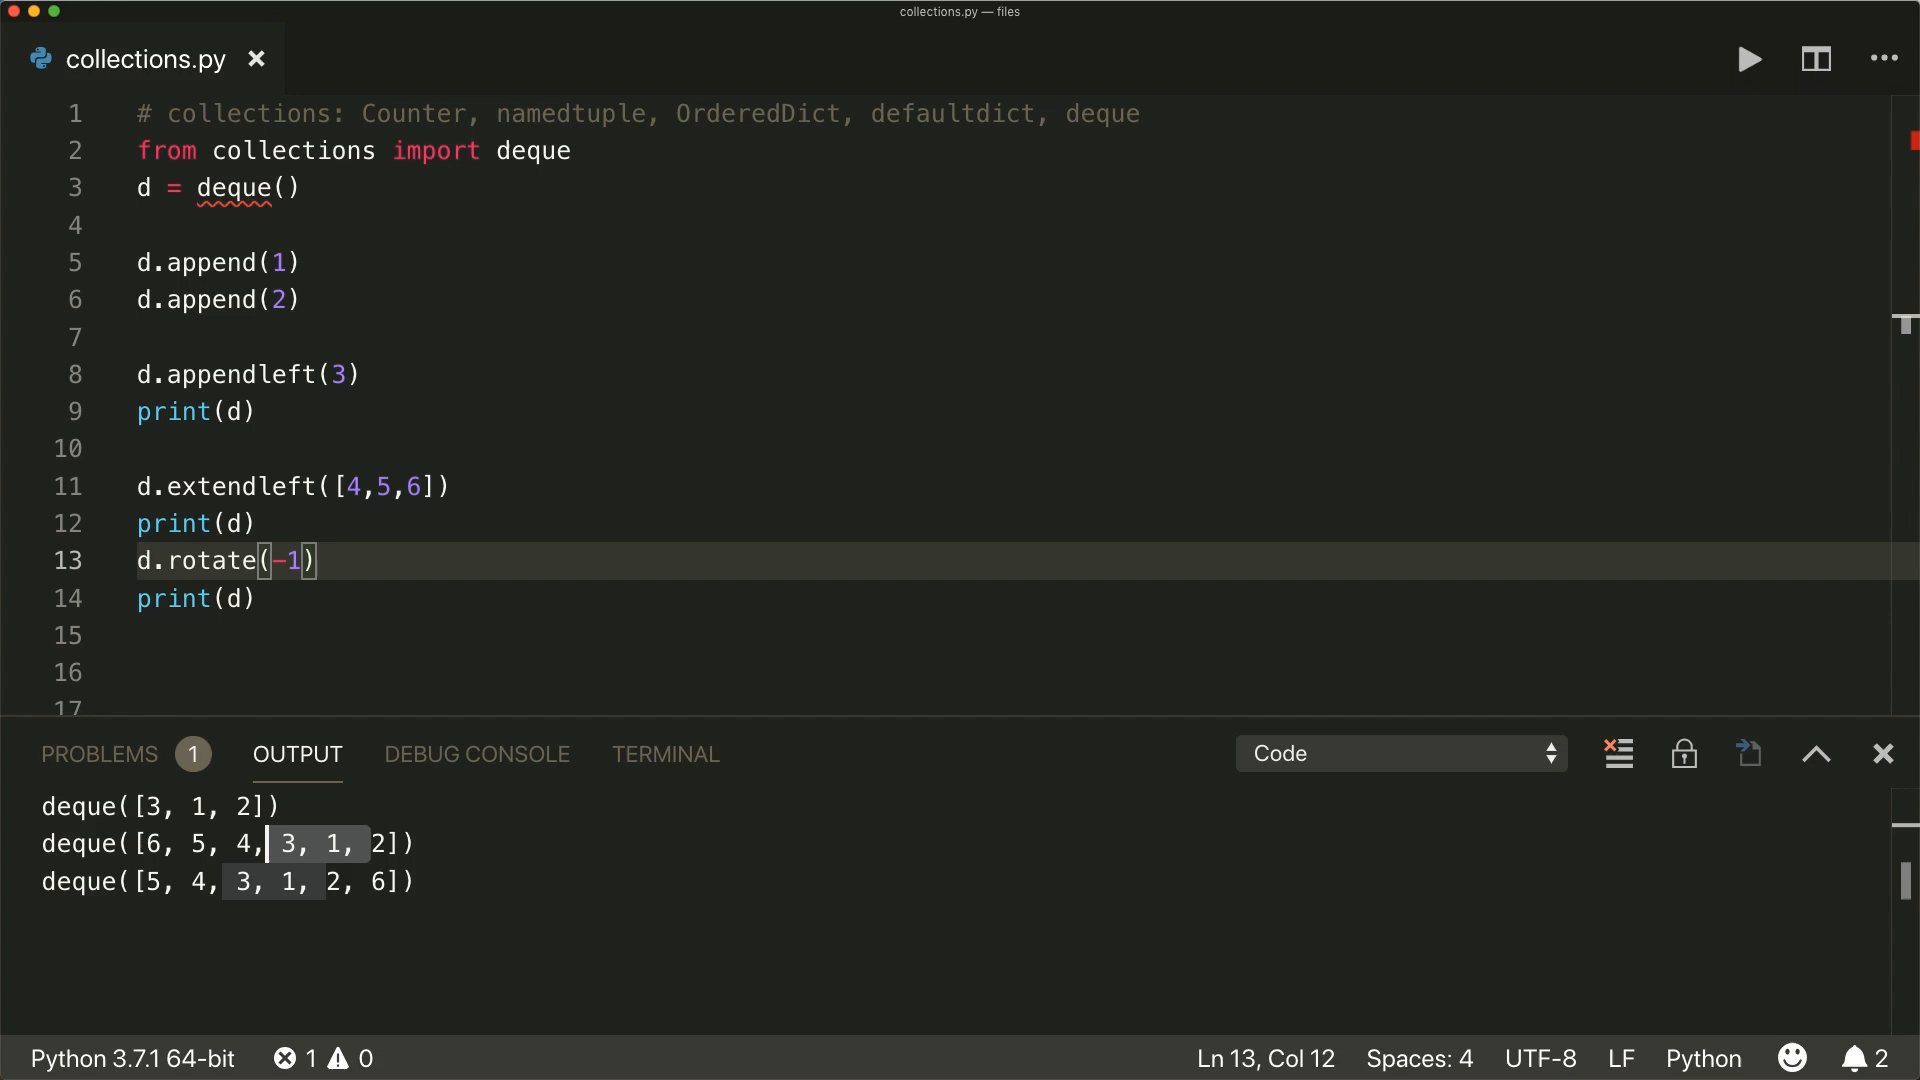 collections.py — files
collections.py
1 # collections: Counter, namedtuple, OrderedDict, defaultdict, deque
2 from collections import deque
3 d = deque()
4
5 d.append(1)
6 d.append(2)
7
8 d.appendleft(3)
9 print(d)
10
11 d.extendleft([4,5,6])
12 print(d)
13 d.rotate(-1)
14 print(d)
15
16
17
PROBLEMS 1 OUTPUT DEBUG CONSOLE TERMINAL Code
deque([3, 1, 2])
deque([6, 5, 4, 3, 1, 2])
deque([5, 4, 3, 1, 2, 6])
Python 3.7.1 64-bit 1 0 Ln 13, Col 12 Spaces: 4 UTF-8 LF Python 2